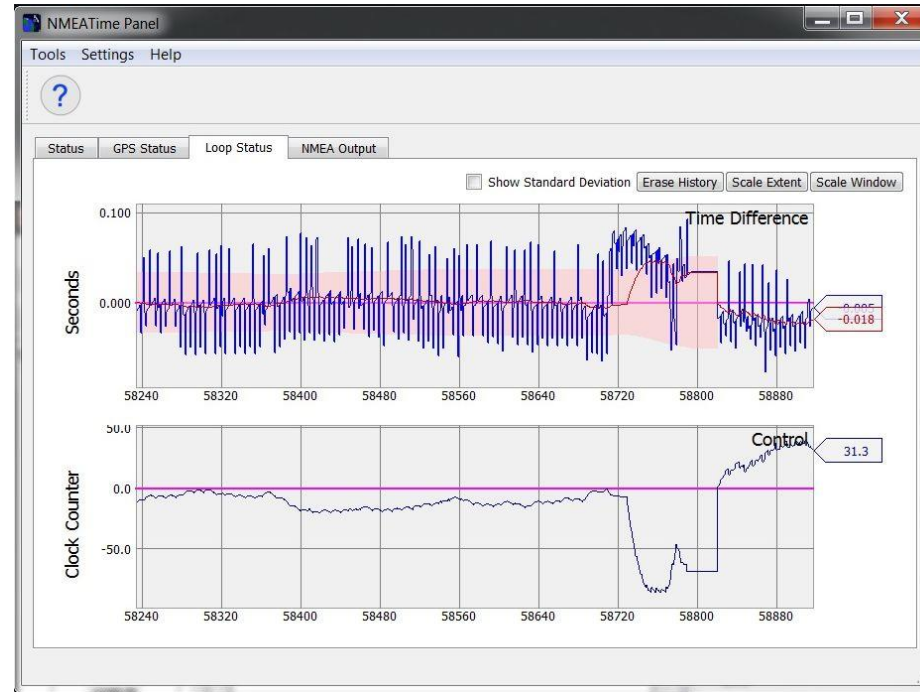 NMEATime Panel
Tools Settings Help
?
Status GPS Status Loop Status NMEA Output
Show Standard Deviation Erase History Scale Extent Scale Window
Time Difference
Seconds
0.100
0.000
-0.018
58240 58320 58400 58480 58560 58640 58720 58800 58880
Control
Clock Counter
50.0
0.0
-50.0
31.3
58240 58320 58400 58480 58560 58640 58720 58800 58880